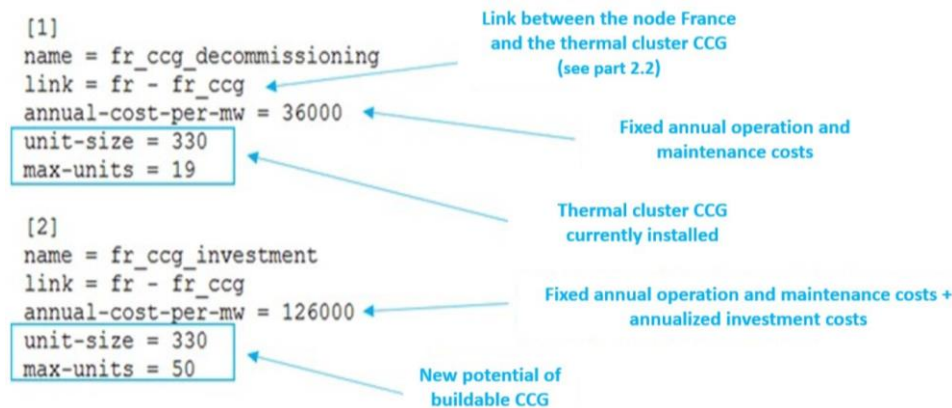 [1]
name = fr_ccg_decommissioning
link = fr - fr_ccg
annual-cost-per-mw = 36000
unit-size = 330
max-units = 19
[2]
name = fr_ccg_investment
link = fr - fr_ccg
annual-cost-per-mw = 126000
unit-size = 330
max-units = 50
Link between the node France
and the thermal cluster CCG
(see part 2.2)
Fixed annual operation and
maintenance costs
Thermal cluster CCG
currently installed
Fixed annual operation and maintenance costs +
annualized investment costs
New potential of
buildable CCG